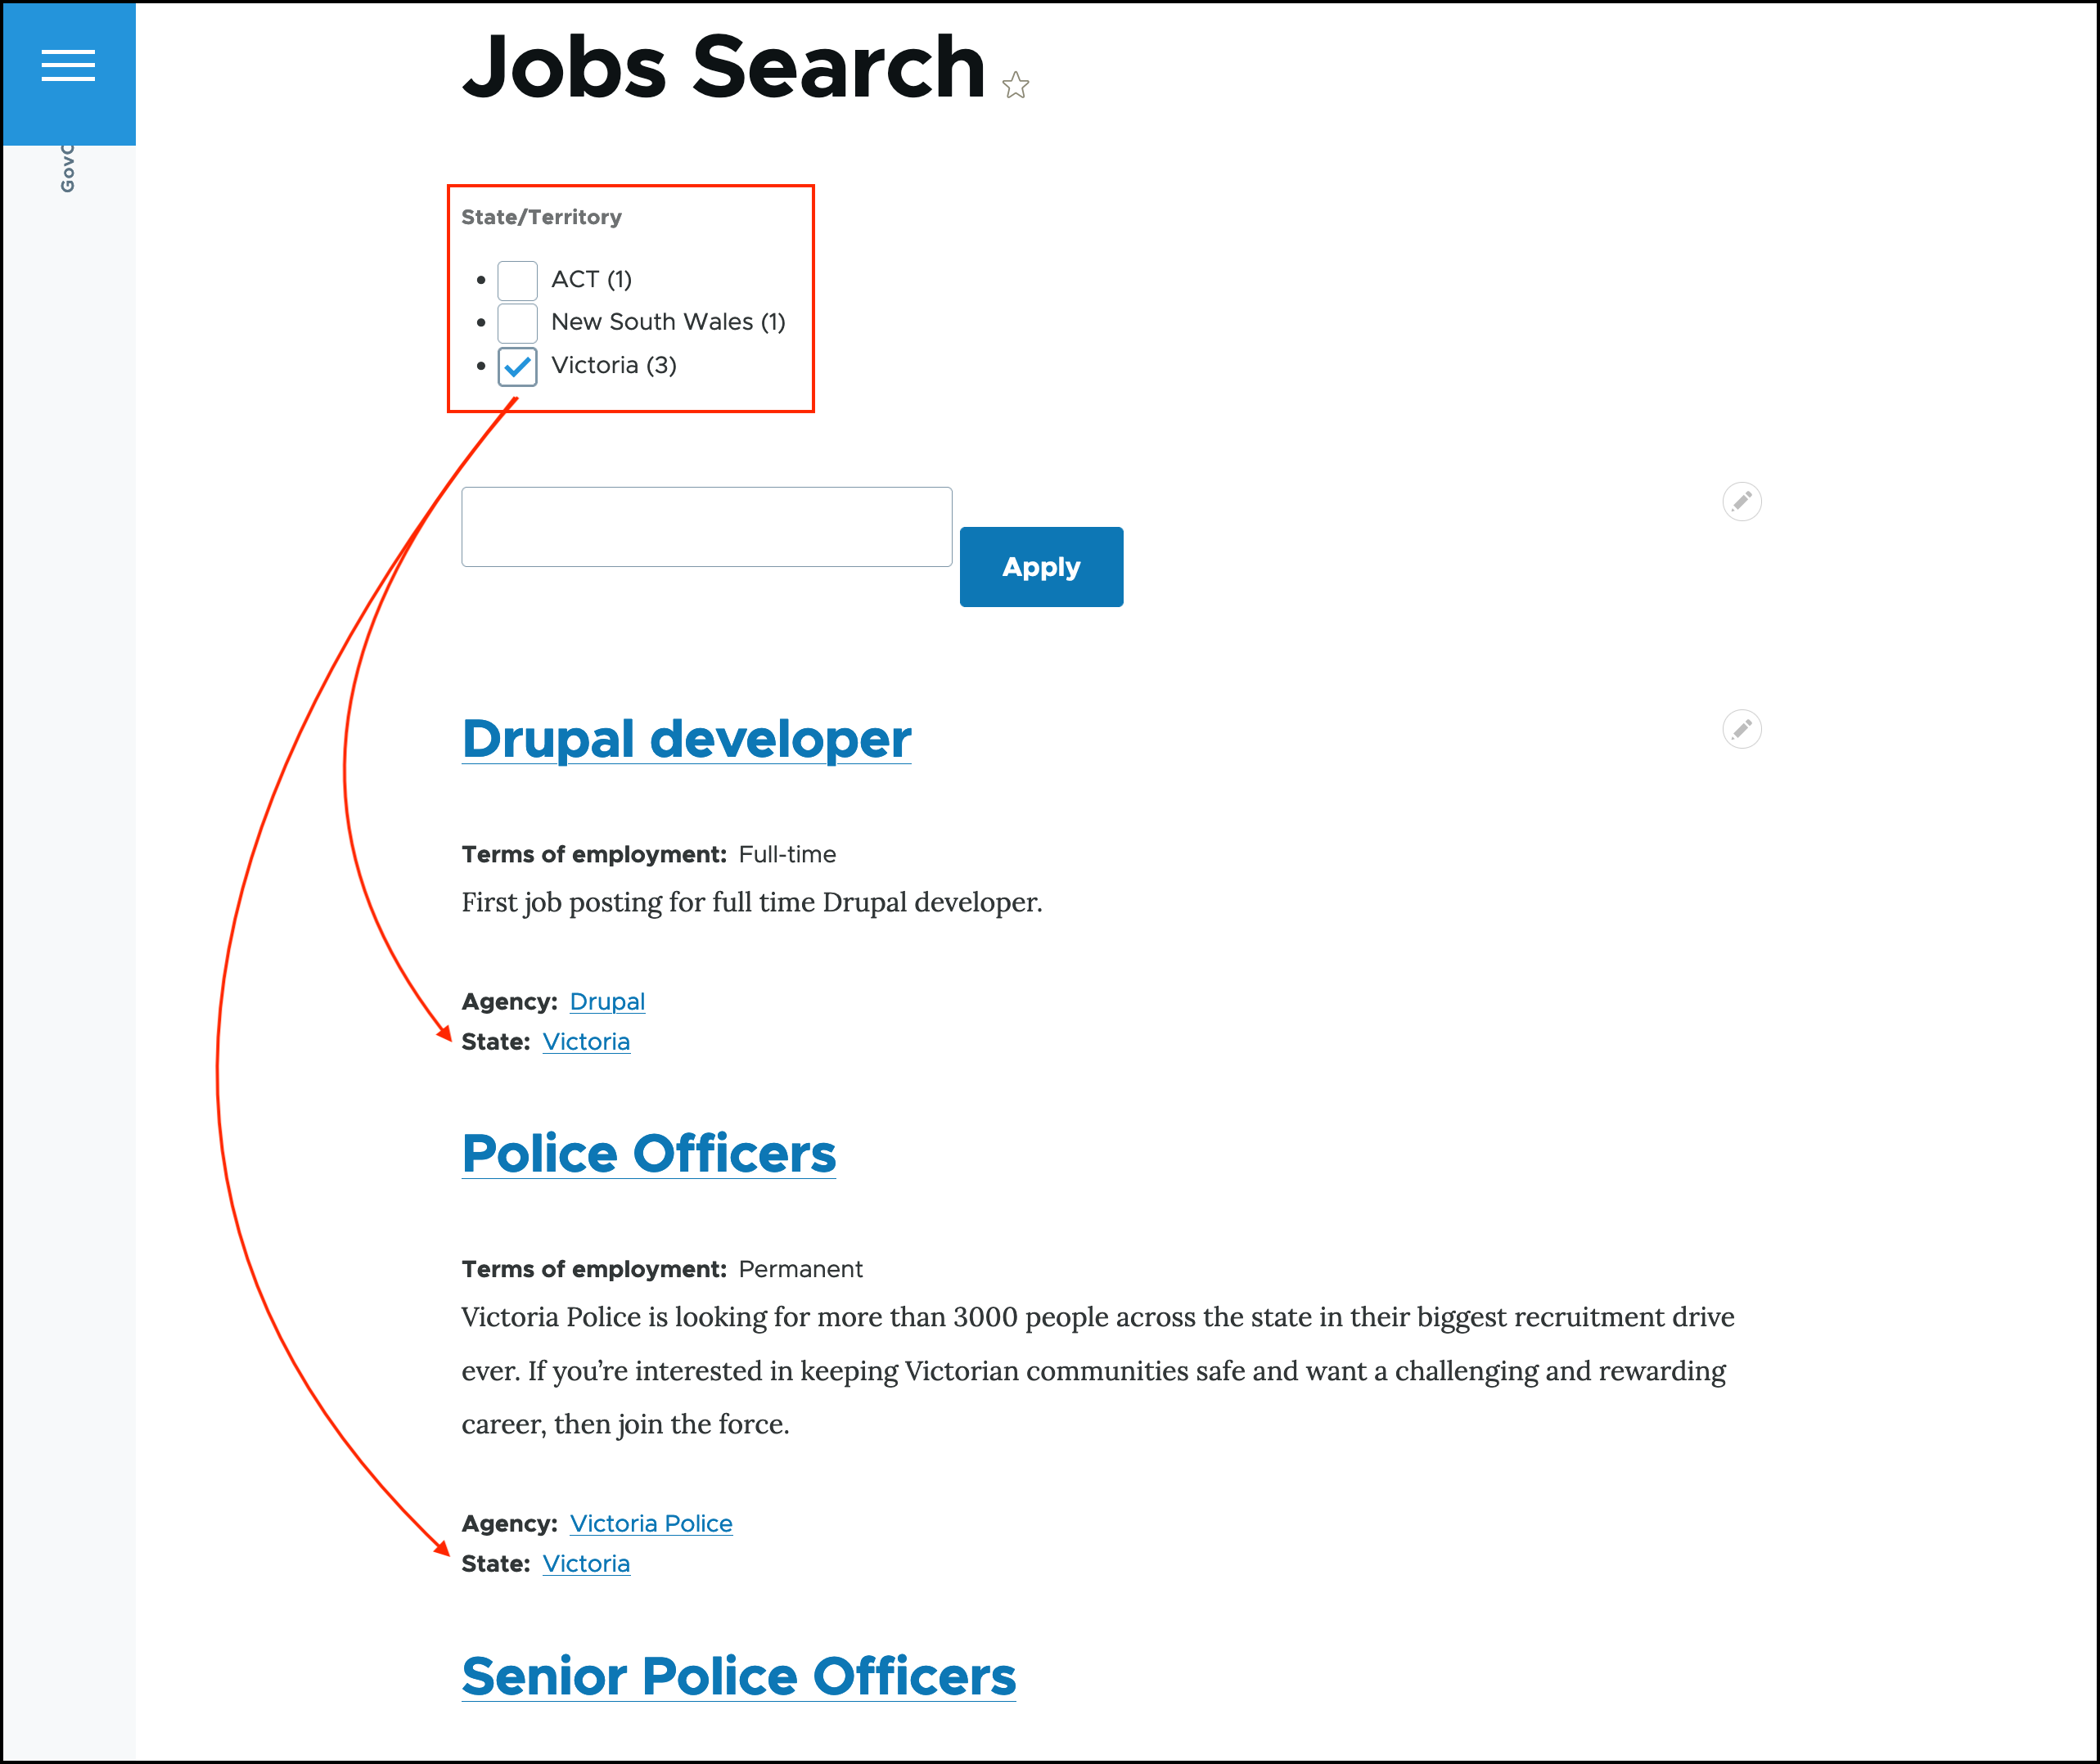 Jobs Search
GovC
State/Territory
ACT (1)
New South Wales (1)
Victoria (3)
Apply
Drupal developer
Terms of employment: Full-time
First job posting for full time Drupal developer.
Agency: Drupal
State: Victoria
Police Officers
Terms of employment: Permanent
Victoria Police is looking for more than 3000 people across the state in their biggest recruitment drive
ever. If you’re interested in keeping Victorian communities safe and want a challenging and rewarding
career, then join the force.
Agency: Victoria Police
State: Victoria
Senior Police Officers